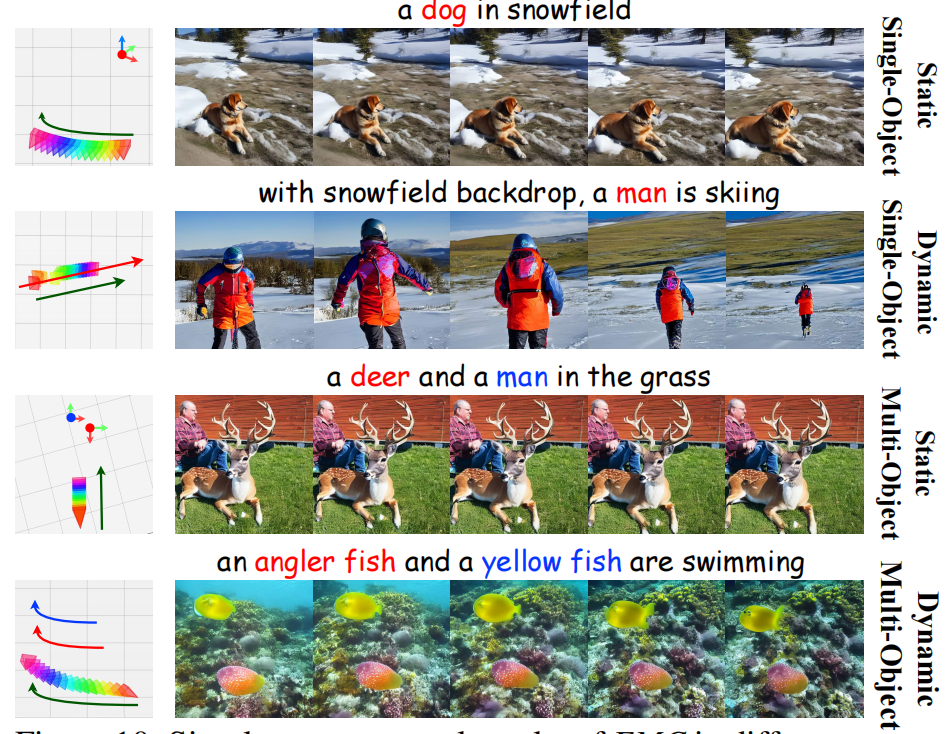 a dog in snowfield
Static
Single-Object
with snowfield backdrop, a man is skiing
Dynamic
Single-Object
a deer and a man in the grass
Static
Multi-Object
an angler fish and a yellow fish are swimming
Dynamic
Multi-Object